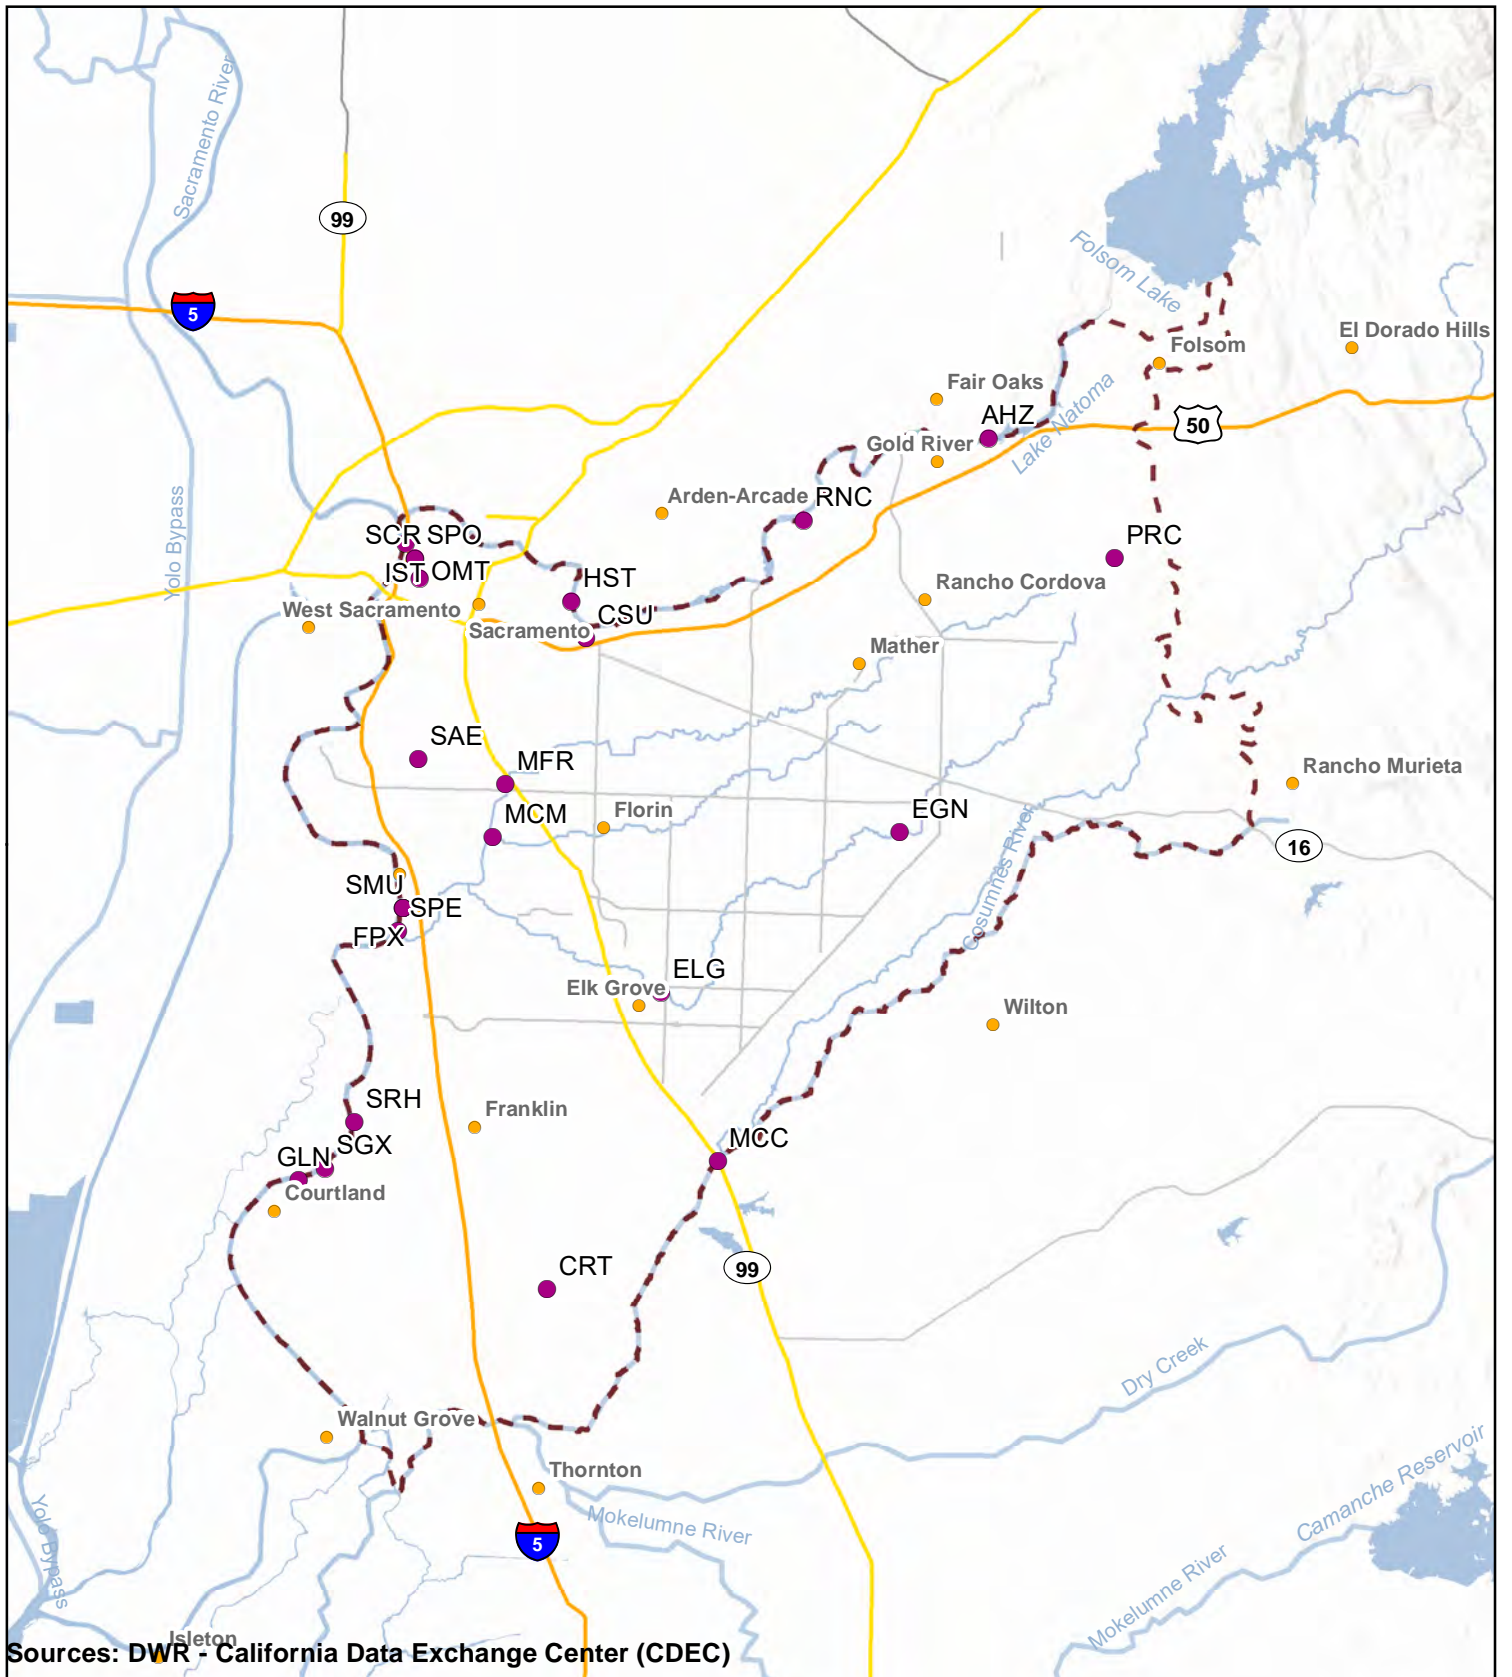 Sacramento River
99
5
Folsom Lake
El Dorado Hills
Folsom
Fair Oaks
AHZ
Lake Natoma
50
Gold River
Arden-Arcade
RNC
Yolo Bypass
SCR
SPO
PRC
IST
OMT
HST
Rancho Cordova
West Sacramento
CSU
Sacramento
Mather
SAE
MFR
Rancho Murieta
MCM
Florin
EGN
16
Cosumnes River
SMU
SPE
FPX
ELG
Elk Grove
Wilton
SRH
Franklin
MCC
SGX
GLN
Courtland
CRT
99
Dry Creek
Walnut Grove
Thornton
Camanche Reservoir
Yolo Bypass
Mokelumne River
5
Mokelumne River
Isleton
Sources: DWR - California Data Exchange Center (CDEC)